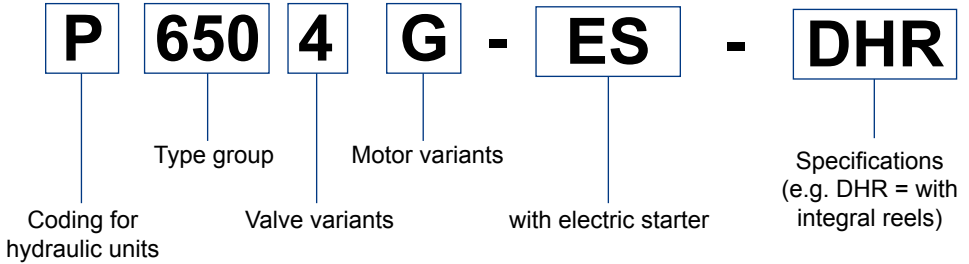 P 650 4 G - ES - DHR
Type group
Motor variants
Specifications
(e.g. DHR = with
integral reels)
Coding for
hydraulic units
Valve variants
with electric starter